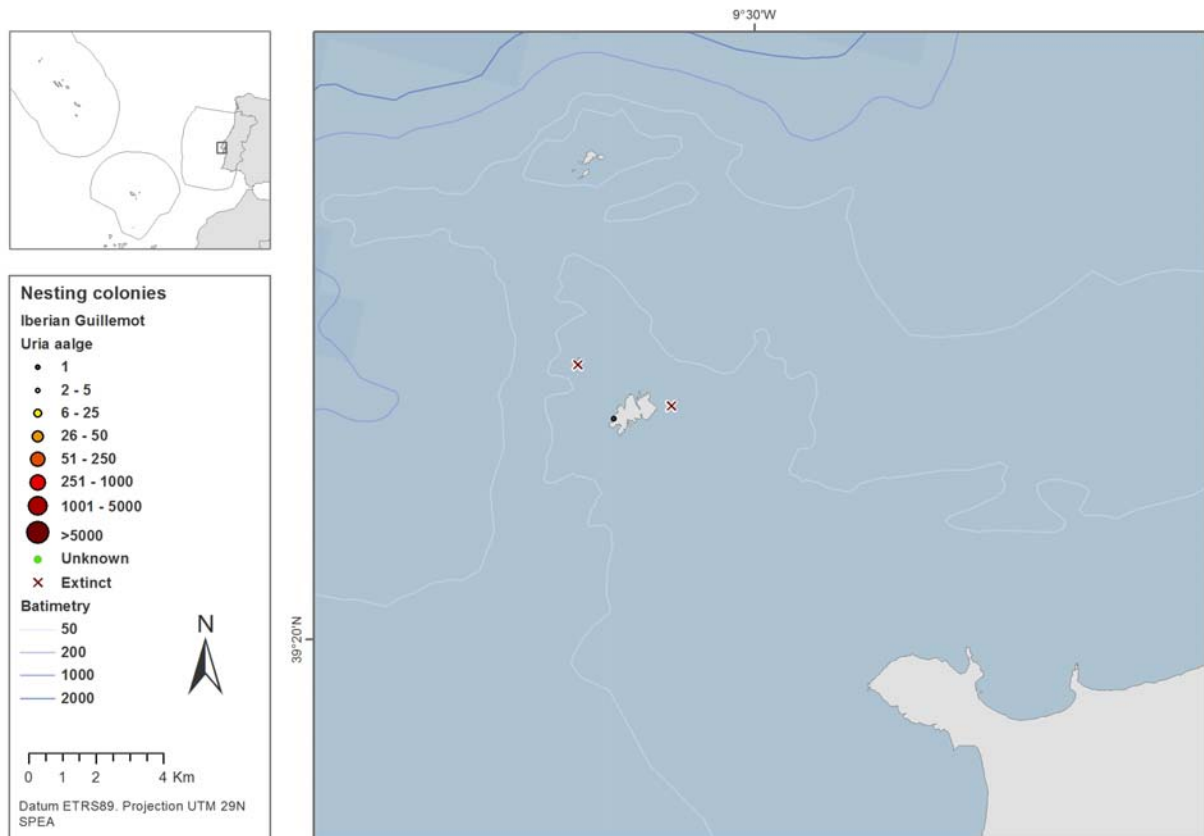 9°30'W
Nesting colonies
Iberian Guillemot
Uria aalge
1
2 - 5
6 - 25
26 - 50
51 - 250
251 - 1000
1001 - 5000
>5000
Unknown
Extinct
Batimetry
50
200
1000
2000
N
0 1 2 4 Km
Datum ETRS89. Projection UTM 29N
SPEA
39°20'N